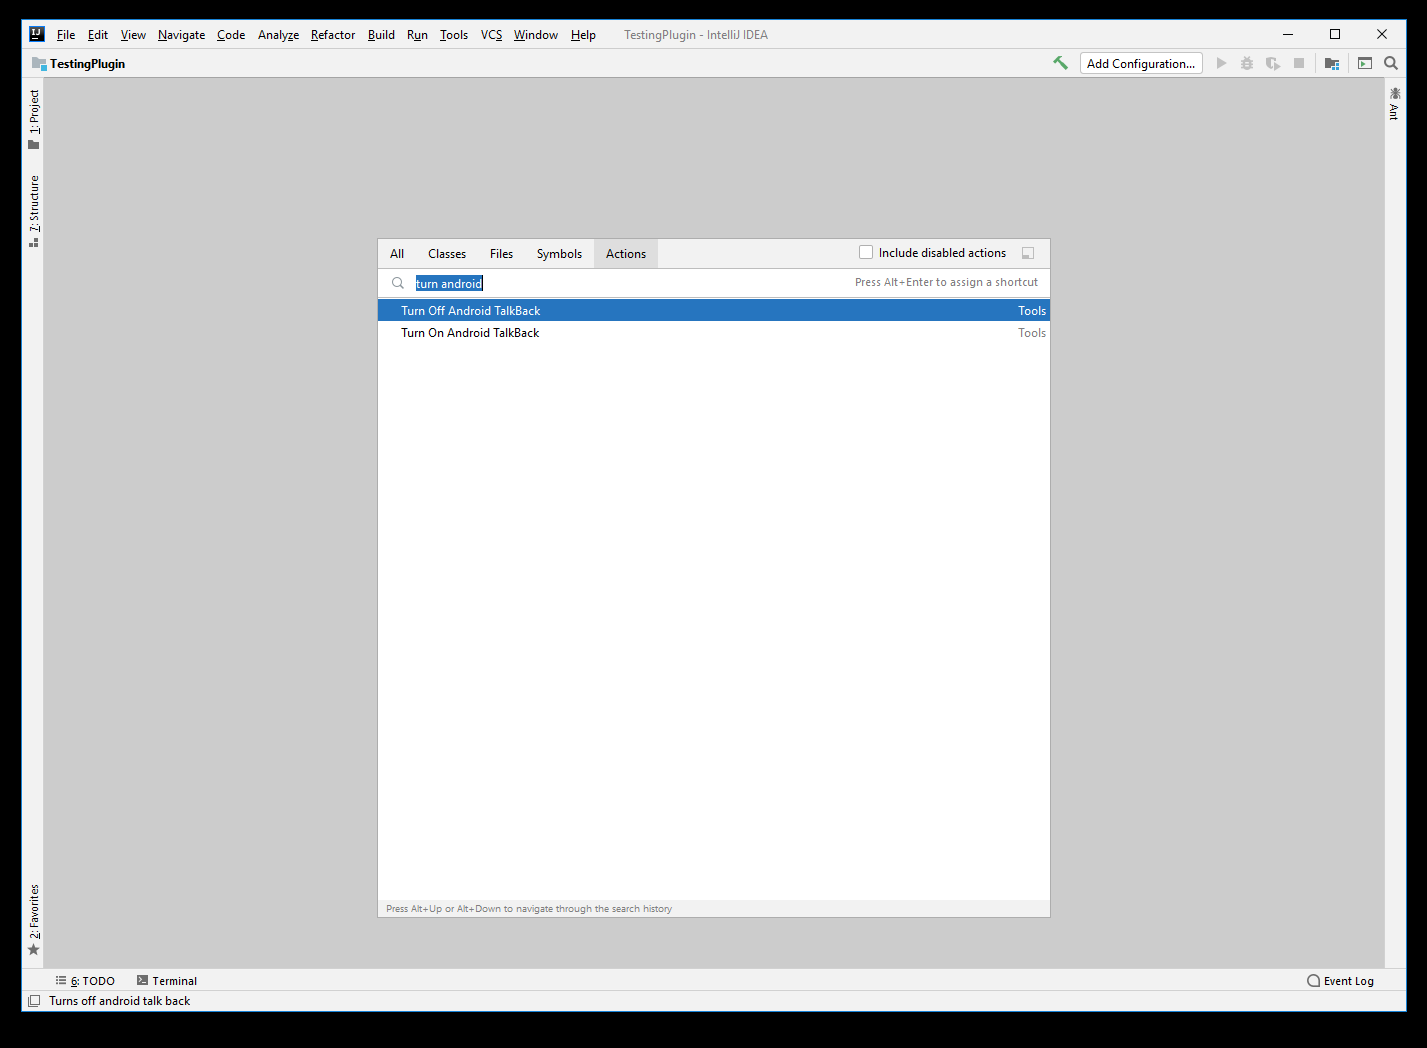 IJ File Edit View Navigate Code Analyze Refactor Build Run Tools VCS Window Help TestingPlugin - IntelliJ IDEA
TestingPlugin Add Configuration...
1: Project
7: Structure
2: Favorites
Ant
All Classes Files Symbols Actions Include disabled actions
turn android Press Alt+Enter to assign a shortcut
Turn Off Android TalkBack Tools
Turn On Android TalkBack Tools
Press Alt+Up or Alt+Down to navigate through the search history
6: TODO Terminal Event Log
Turns off android talk back